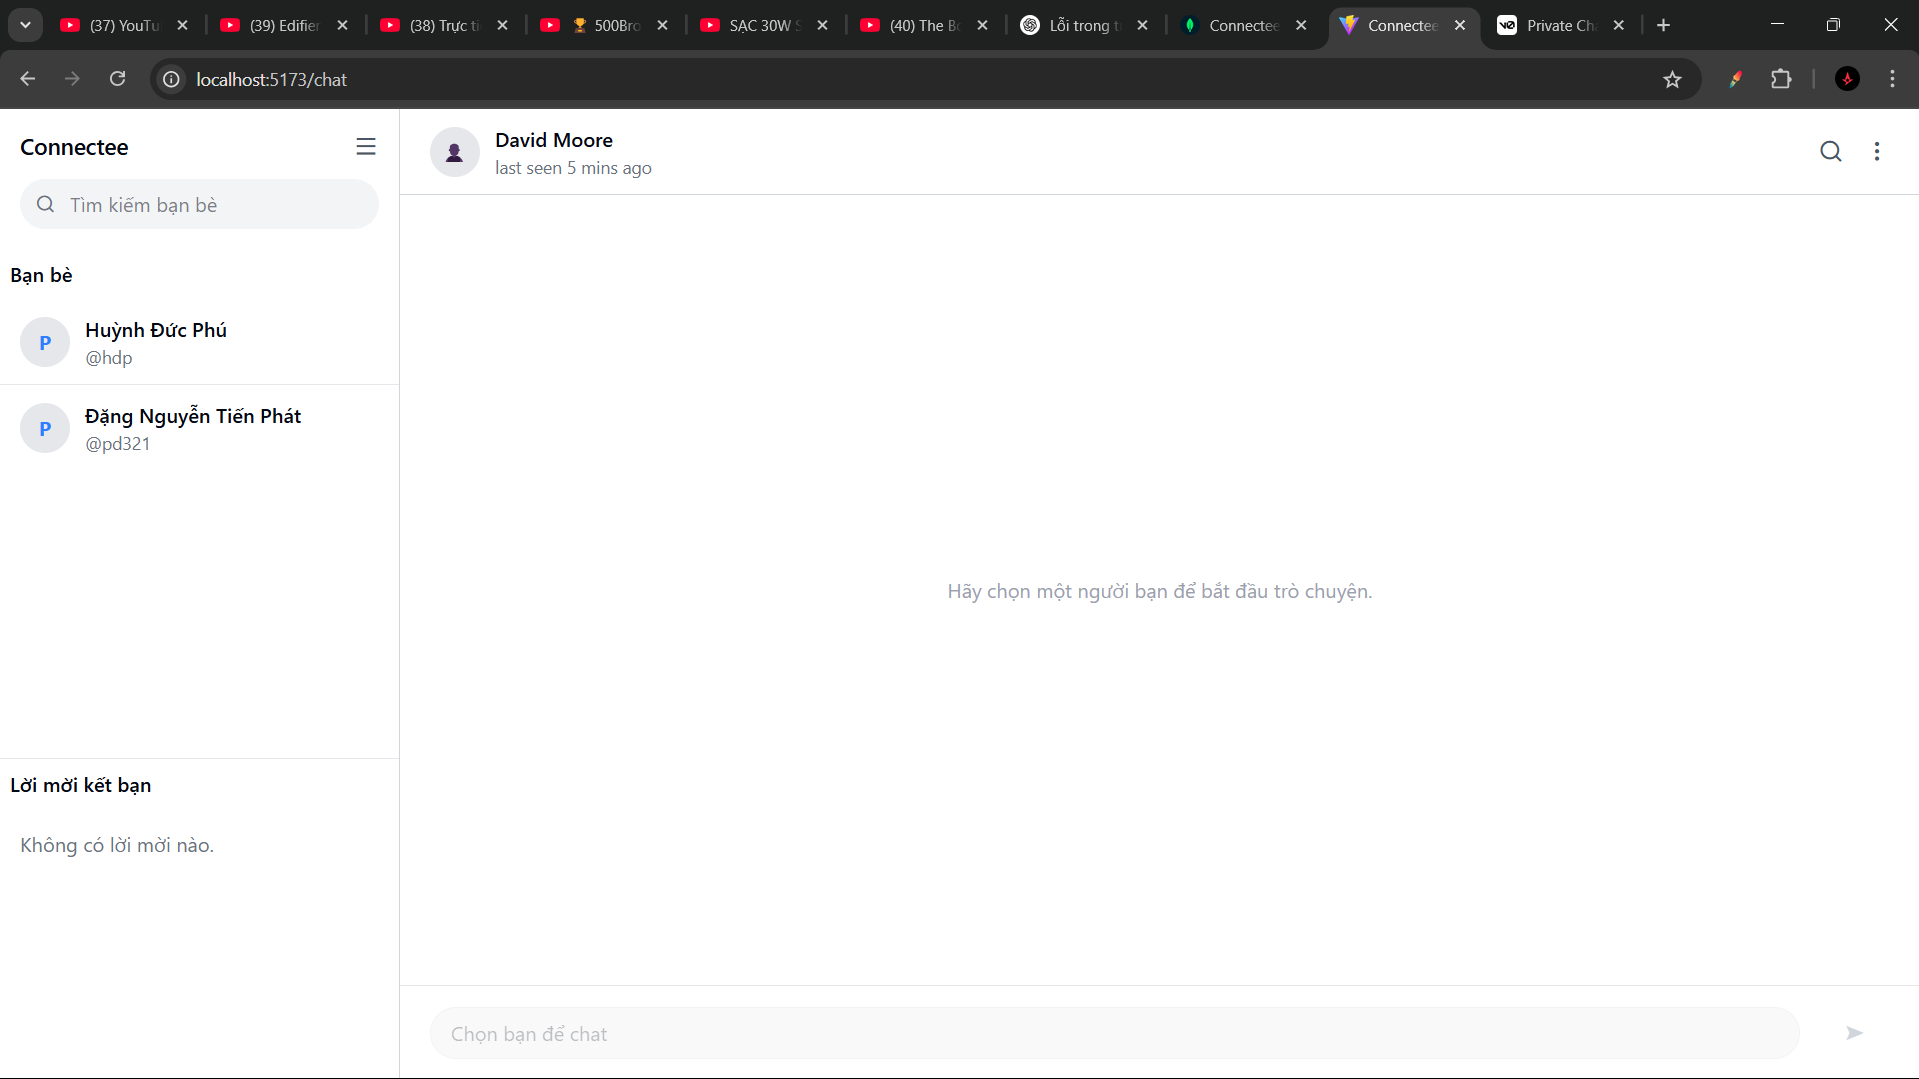 (37) YouTu
(39) Edifier
(38) Trực ti
500Bro
SẠC 30W S
(40) The Bo
Lỗi trong t
Connectee
Connectee
v0
Private Cha
localhost:5173/chat
Connectee
Tìm kiếm bạn bè
Bạn bè
P
Huỳnh Đức Phú
@hdp
P
Đặng Nguyễn Tiến Phát
@pd321
Lời mời kết bạn
Không có lời mời nào.
David Moore
last seen 5 mins ago
Hãy chọn một người bạn để bắt đầu trò chuyện.
Chọn bạn để chat